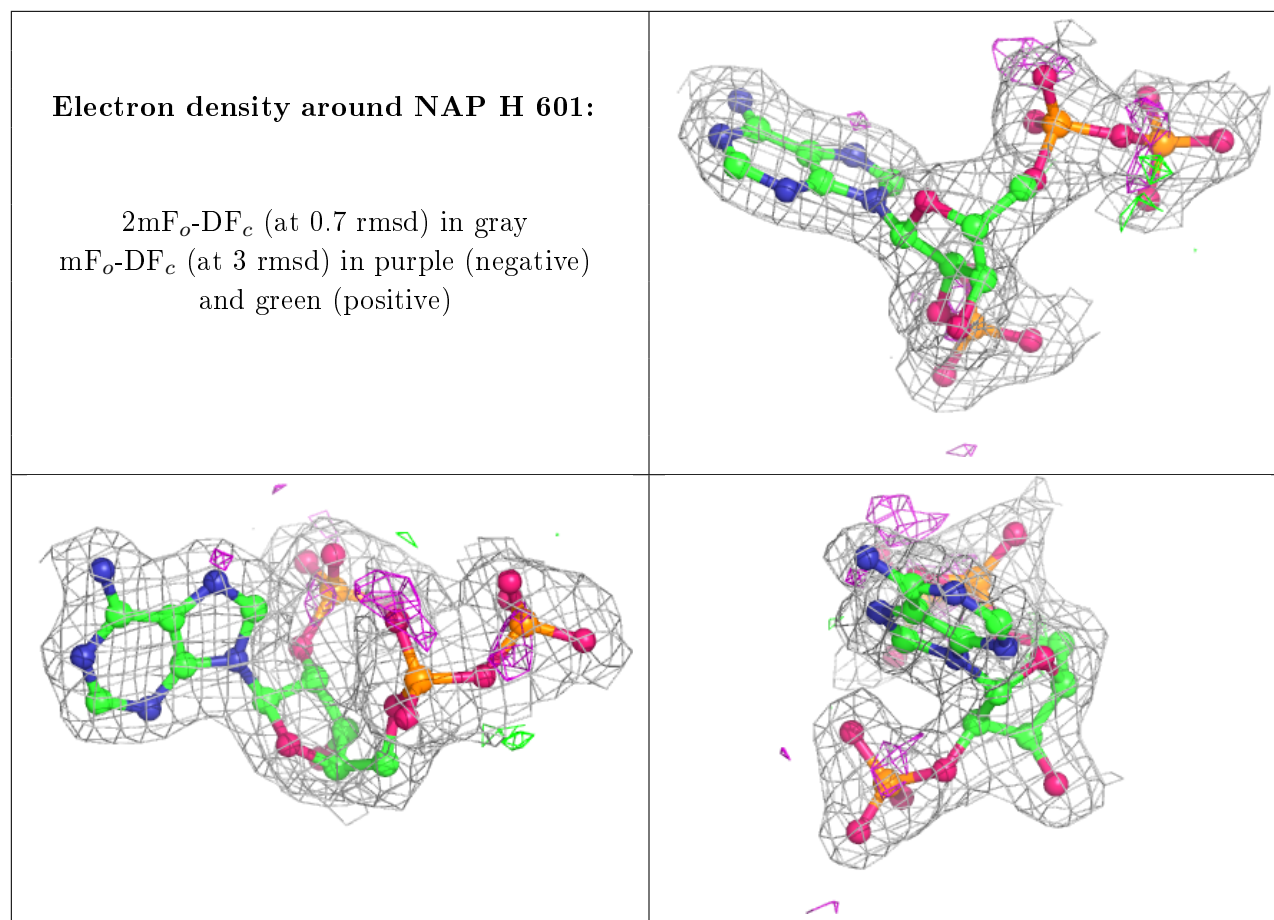 Electron density around NAP H 601:
2mFo-DFc (at 0.7 rmsd) in gray
mFo-DFc (at 3 rmsd) in purple (negative)
and green (positive)